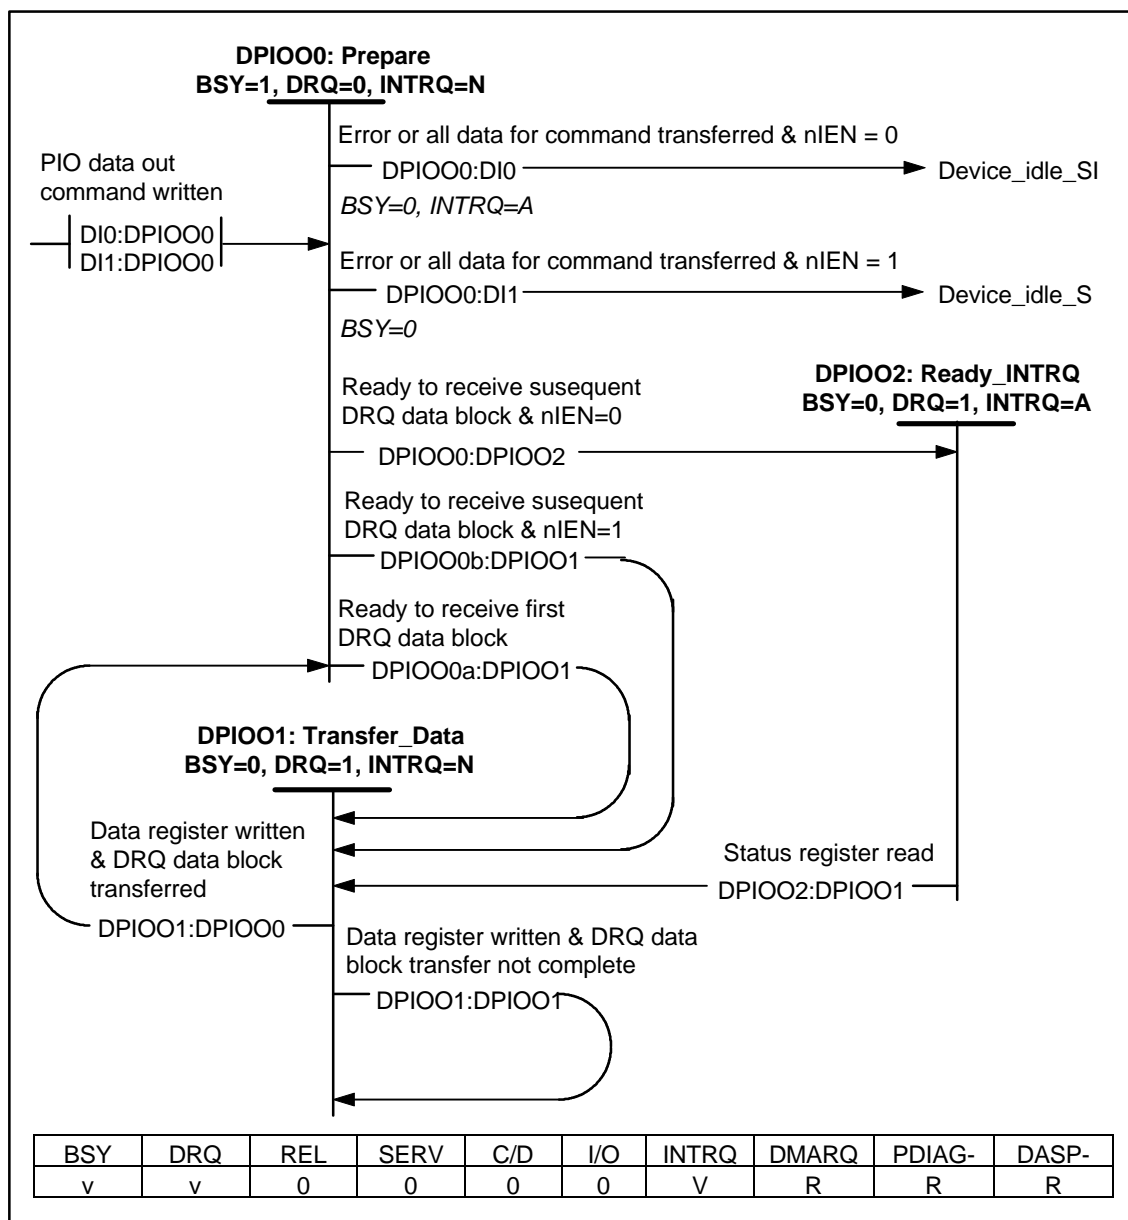 DPIOO0: Prepare
BSY=1, DRQ=0, INTRQ=N
Error or all data for command transferred & nIEN = 0
DPIOO0:DI0
Device_idle_SI
BSY=0, INTRQ=A
PIO data out
command written
DI0:DPIOO0
DI1:DPIOO0
Error or all data for command transferred & nIEN = 1
DPIOO0:DI1
Device_idle_S
BSY=0
DPIOO2: Ready_INTRQ
BSY=0, DRQ=1, INTRQ=A
Ready to receive susequent
DRQ data block & nIEN=0
DPIOO0:DPIOO2
Ready to receive susequent
DRQ data block & nIEN=1
DPIOO0b:DPIOO1
Ready to receive first
DRQ data block
DPIOO0a:DPIOO1
DPIOO1: Transfer_Data
BSY=0, DRQ=1, INTRQ=N
Data register written
& DRQ data block
transferred
DPIOO1:DPIOO0
Status register read
DPIOO2:DPIOO1
Data register written & DRQ data
block transfer not complete
DPIOO1:DPIOO1
BSY DRQ REL SERV C/D I/O INTRQ DMARQ PDIAG- DASP-
v v 0 0 0 0 V R R R